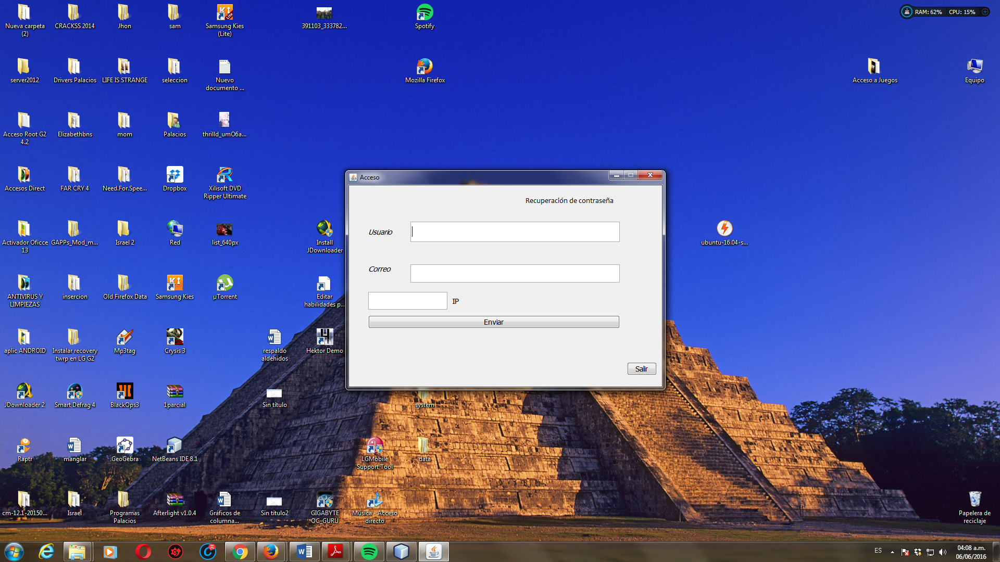 Nueva carpeta
(2)
CRACKSS 2014
Jhon
sam
Samsung Kies
(Lite)
391103_333782...
Spotify
RAM: 62% CPU: 15%
server2012
Drivers Palacios
LIFE IS STRANGE
seleccion
Nuevo
documento ...
Mozilla Firefox
Acceso a Juegos
Equipo
Acceso Root G2
4.2
Elizabethbns
mom
Palacios
thrilld_umO6a...
Accesos Direct
FAR CRY 4
Need.For.Spee...
Dropbox
Xilisoft DVD
Ripper Ultimate
Acceso
Recuperación de contraseña
Usuario
Correo
IP
Enviar
Salir
Activador Oficce
13
GAPPs_Mod_m...
Israel 2
Red
list_640px
Install
JDownloader
ubuntu-16.04-s...
ANTIVIRUS Y
LIMPIEZAS
insercion
Old Firefox Data
Samsung Kies
µTorrent
Editar
habilidades p...
aplic ANDROID
Instalar recovery
twrp en LG G2
Mp3tag
Crysis 3
respaldo
aldehidos
Hektor Demo
JDownloader 2
Smart Defrag 4
BlackOps3
1parcial
Sin título
system
Raptr
manglar
GeoGebra
NetBeans IDE 8.1
LGMobile
Support Tool
data
cm-12.1-20150...
Israel
Programas
Palacios
Afterlight v1.0.4
Gráficos de
columna...
Sin título2
GIGABYTE
OC_GURU
Música - Acceso
directo
Papelera de
reciclaje
ES
04:08 a.m.
06/06/2016